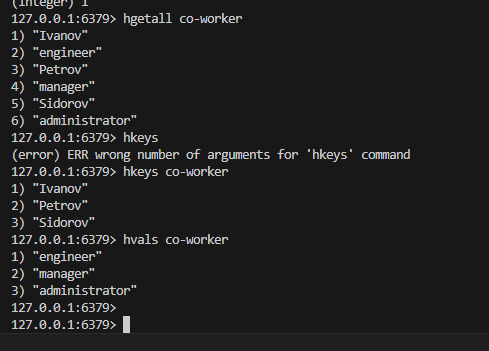 (integer) 1
127.0.0.1:6379> hgetall co-worker
1) "Ivanov"
2) "engineer"
3) "Petrov"
4) "manager"
5) "Sidorov"
6) "administrator"
127.0.0.1:6379> hkeys
(error) ERR wrong number of arguments for 'hkeys' command
127.0.0.1:6379> hkeys co-worker
1) "Ivanov"
2) "Petrov"
3) "Sidorov"
127.0.0.1:6379> hvals co-worker
1) "engineer"
2) "manager"
3) "administrator"
127.0.0.1:6379>
127.0.0.1:6379>